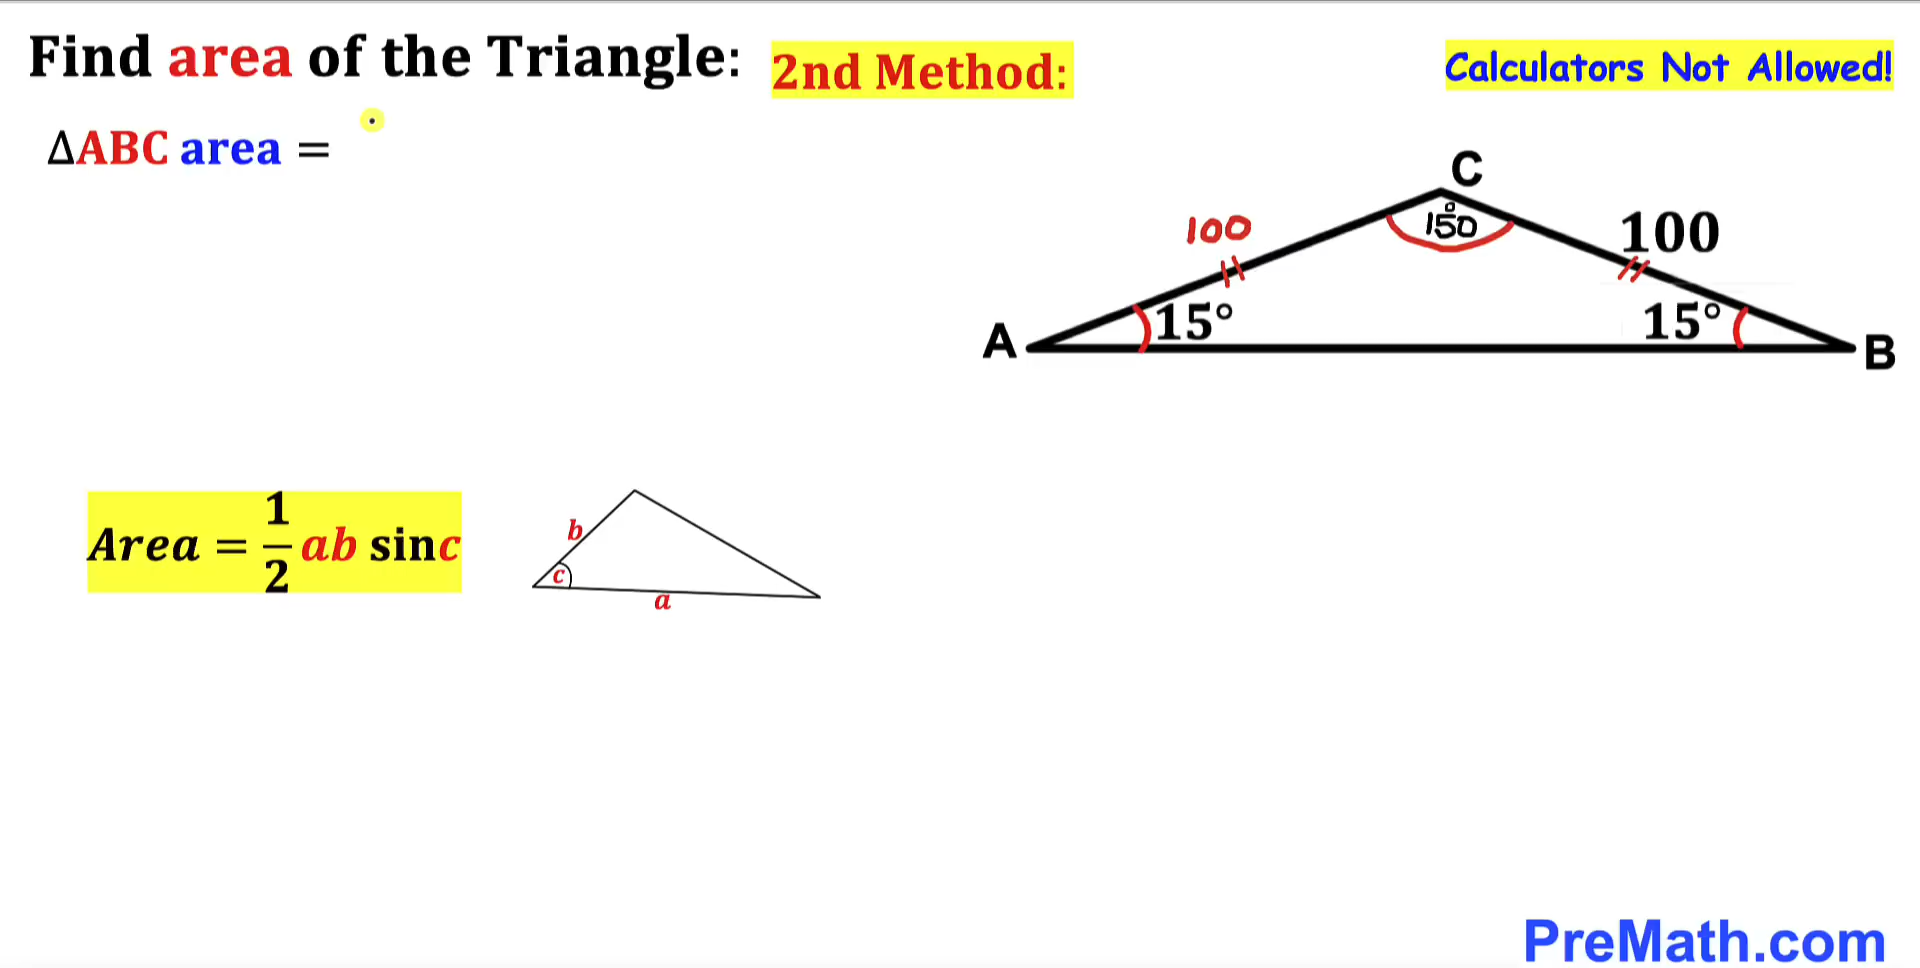 Find area of the Triangle: 2nd Method:
Calculators Not Allowed!
ΔABC area =
C
100
150°
100
A
15°
15°
B
Area = 1/2 ab sinc
b
c
a
PreMath.com